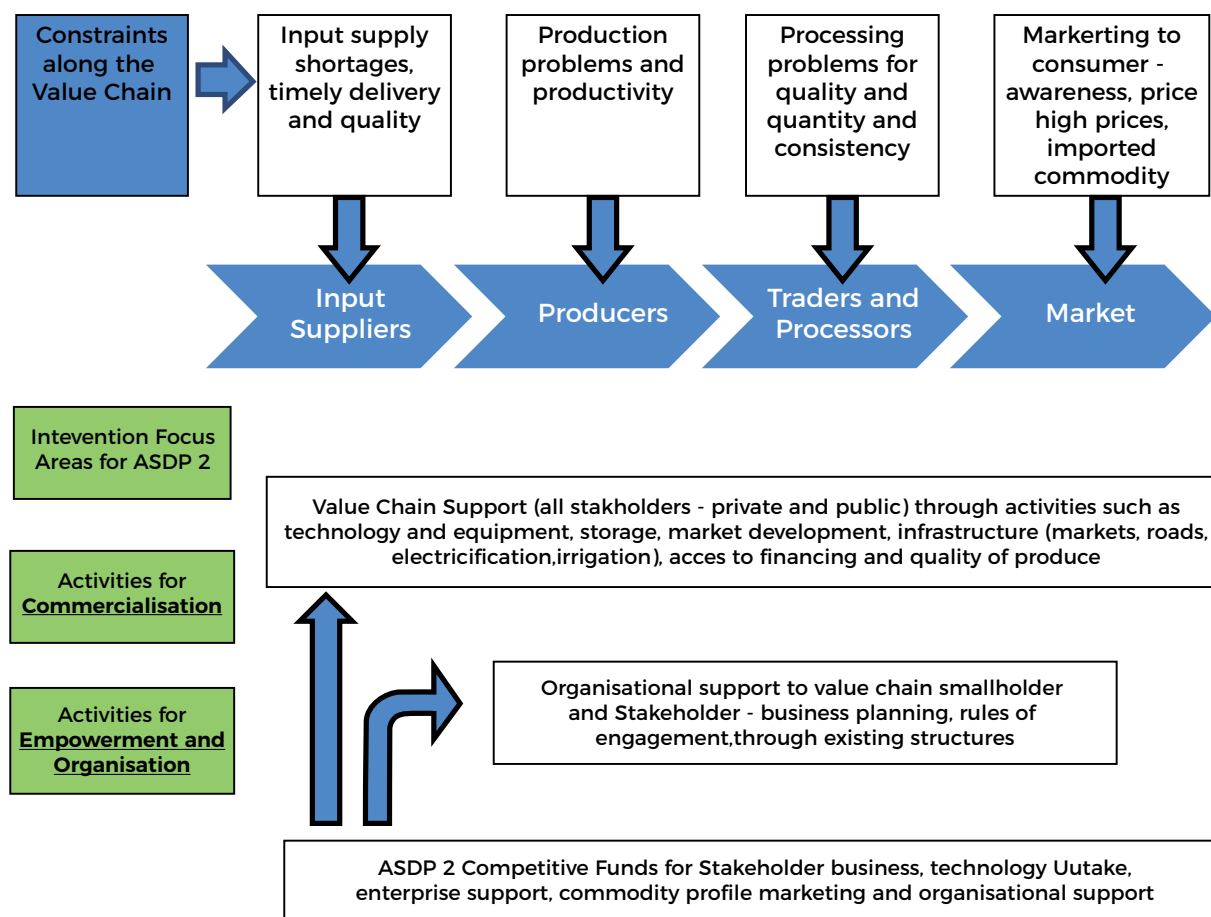 Constraints
along the
Value Chain
Input supply
shortages,
timely delivery
and quality
Production
problems and
productivity
Processing
problems for
quality and
quantity and
consistency
Markerting to
consumer -
awareness, price
high prices,
imported
commodity
Input
Suppliers
Producers
Traders and
Processors
Market
Intevention Focus
Areas for ASDP 2
Value Chain Support (all stakholders - private and public) through activities such as
technology and equipment, storage, market development, infrastructure (markets, roads,
electricification,irrigation), acces to financing and quality of produce
Activities for
Commercialisation
Organisational support to value chain smallholder
and Stakeholder - business planning, rules of
engagement,through existing structures
Activities for
Empowerment and
Organisation
ASDP 2 Competitive Funds for Stakeholder business, technology Uutake,
enterprise support, commodity profile marketing and organisational support